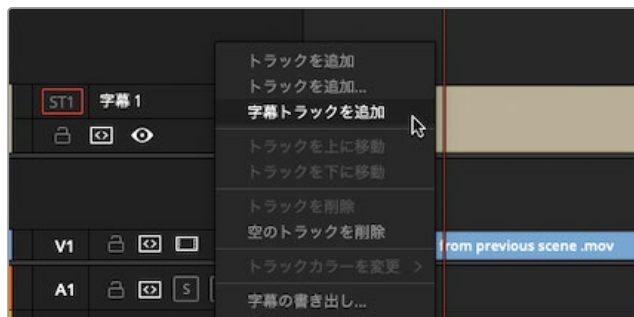 トラックを追加
トラックを追加...
ST1 字幕 1
字幕トラックを追加
トラックを上に移動
トラックを下に移動
トラックを削除
空のトラックを削除
V1
from previous scene .mov
トラックカラーを変更 >
A1 S
字幕の書き出し...